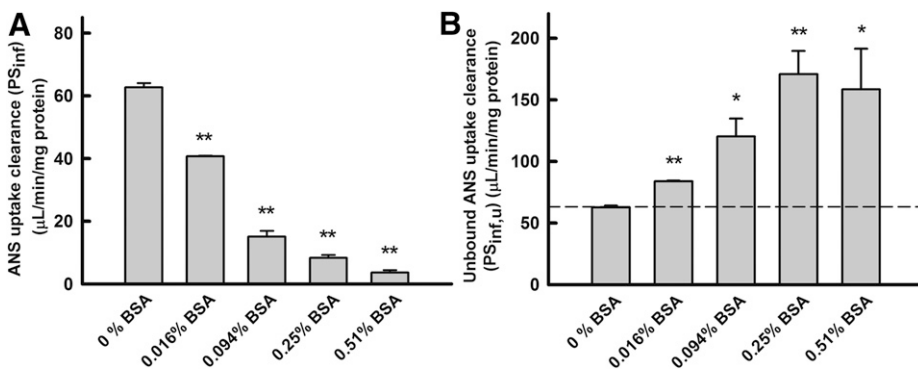 A
ANS uptake clearance (PSinf)
(μL/min/mg protein)
80
60
40
20
0
**
**
**
**
0 % BSA
0.016% BSA
0.094% BSA
0.25% BSA
0.51% BSA
B
Unbound ANS uptake clearance
(PSinf,u) (μL/min/mg protein)
200
150
100
50
0
**
*
**
*
0 % BSA
0.016% BSA
0.094% BSA
0.25% BSA
0.51% BSA